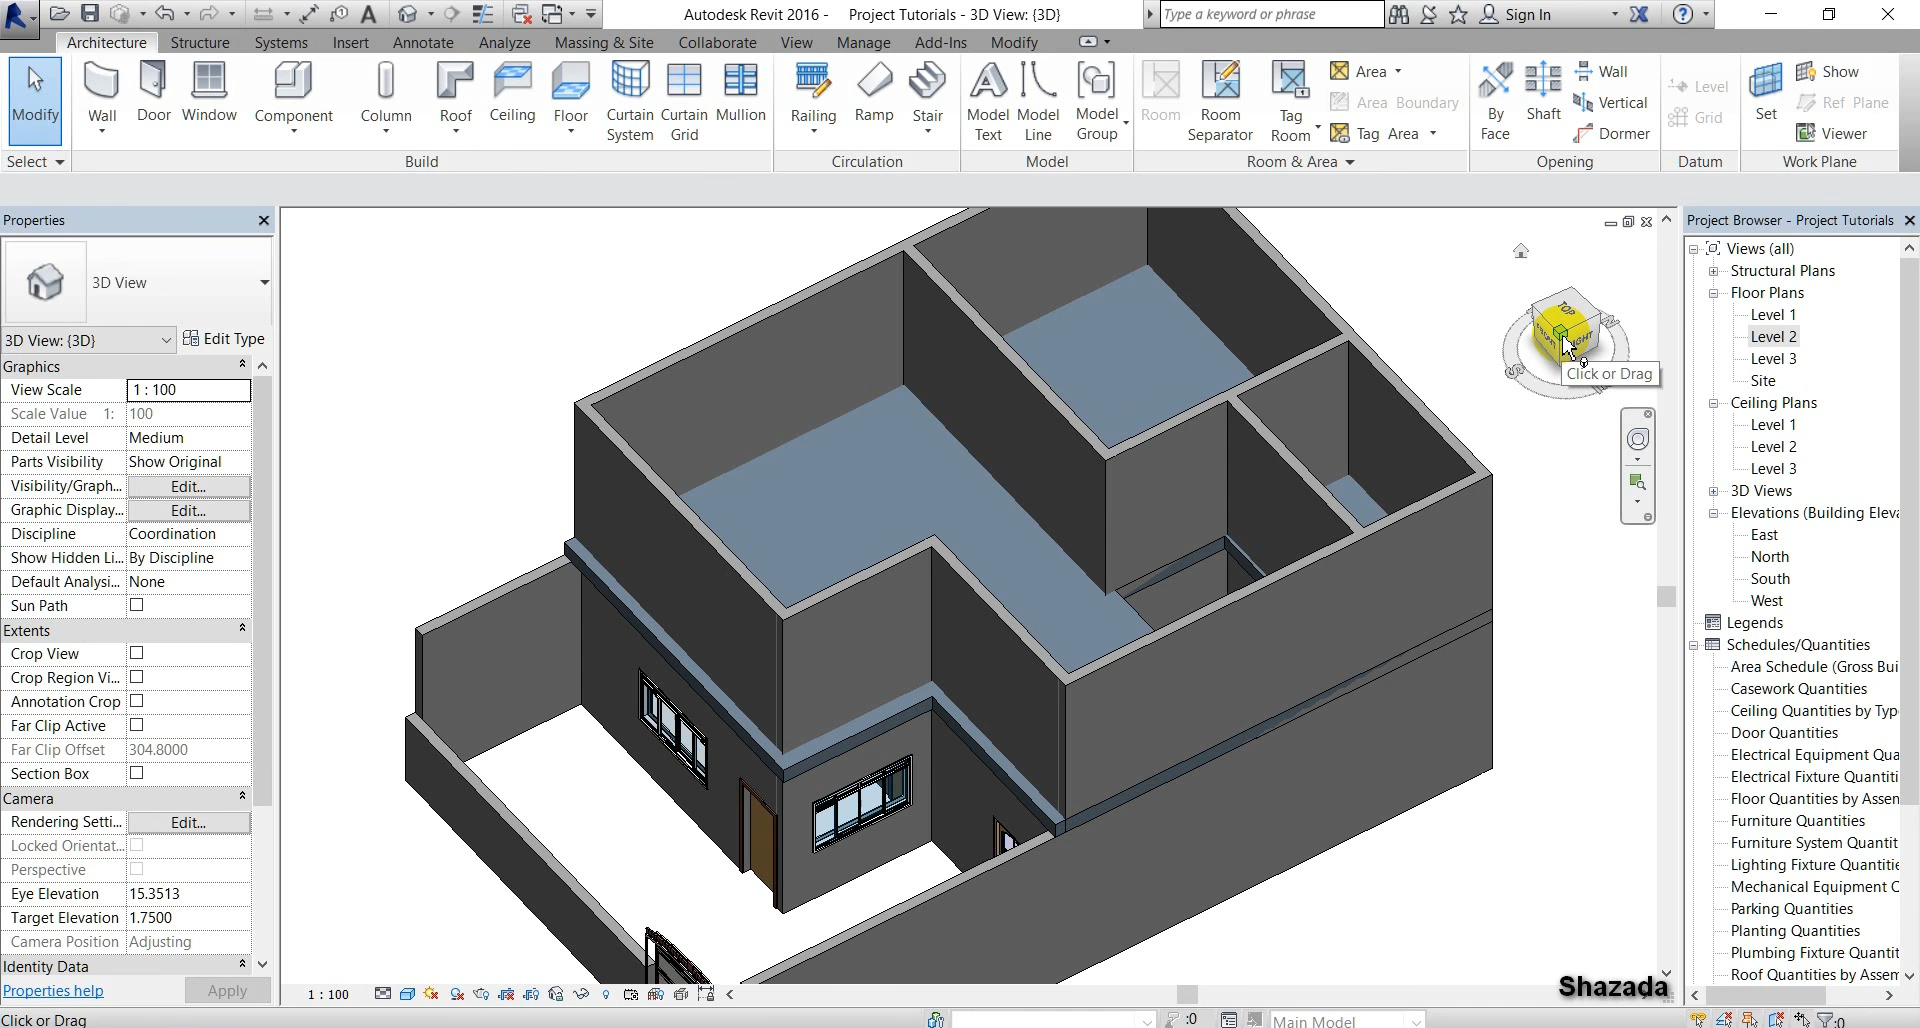 Autodesk Revit 2016 - Project Tutorials - 3D View: {3D}
Type a keyword or phrase
Sign In
Architecture Structure Systems Insert Annotate Analyze Massing & Site Collaborate View Manage Add-Ins Modify
Modify
Wall
Door
Window
Component
Column
Roof
Ceiling
Floor
Curtain System
Curtain Grid
Mullion
Railing
Ramp
Stair
Model Text
Model Line
Model Group
Room
Room Separator
Tag Room
Area
Area Boundary
Tag Area
By Face
Shaft
Wall
Vertical
Dormer
Level
Grid
Set
Show
Ref Plane
Viewer
Select
Build
Circulation
Model
Room & Area
Opening
Datum
Work Plane
Properties
3D View
3D View: {3D}
Edit Type
Graphics
View Scale 1 : 100
Scale Value 1: 100
Detail Level Medium
Parts Visibility Show Original
Visibility/Graph... Edit...
Graphic Display... Edit...
Discipline Coordination
Show Hidden Li... By Discipline
Default Analysi... None
Sun Path
Extents
Crop View
Crop Region Vi...
Annotation Crop
Far Clip Active
Far Clip Offset 304.8000
Section Box
Camera
Rendering Setti... Edit...
Locked Orientat...
Perspective
Eye Elevation 15.3513
Target Elevation 1.7500
Camera Position Adjusting
Identity Data
Properties help
Apply
TOP
Click or Drag
Project Browser - Project Tutorials
Views (all)
Structural Plans
Floor Plans
Level 1
Level 2
Level 3
Site
Ceiling Plans
Level 1
Level 2
Level 3
3D Views
Elevations (Building Eleva
East
North
South
West
Legends
Schedules/Quantities
Area Schedule (Gross Bui
Casework Quantities
Ceiling Quantities by Typ
Door Quantities
Electrical Equipment Qua
Electrical Fixture Quantiti
Floor Quantities by Assen
Furniture Quantities
Furniture System Quantit
Lighting Fixture Quantitie
Mechanical Equipment C
Parking Quantities
Planting Quantities
Plumbing Fixture Quantit
Roof Quantities by Assem
1 : 100
Shazada
Click or Drag
:0
Main Model
:0